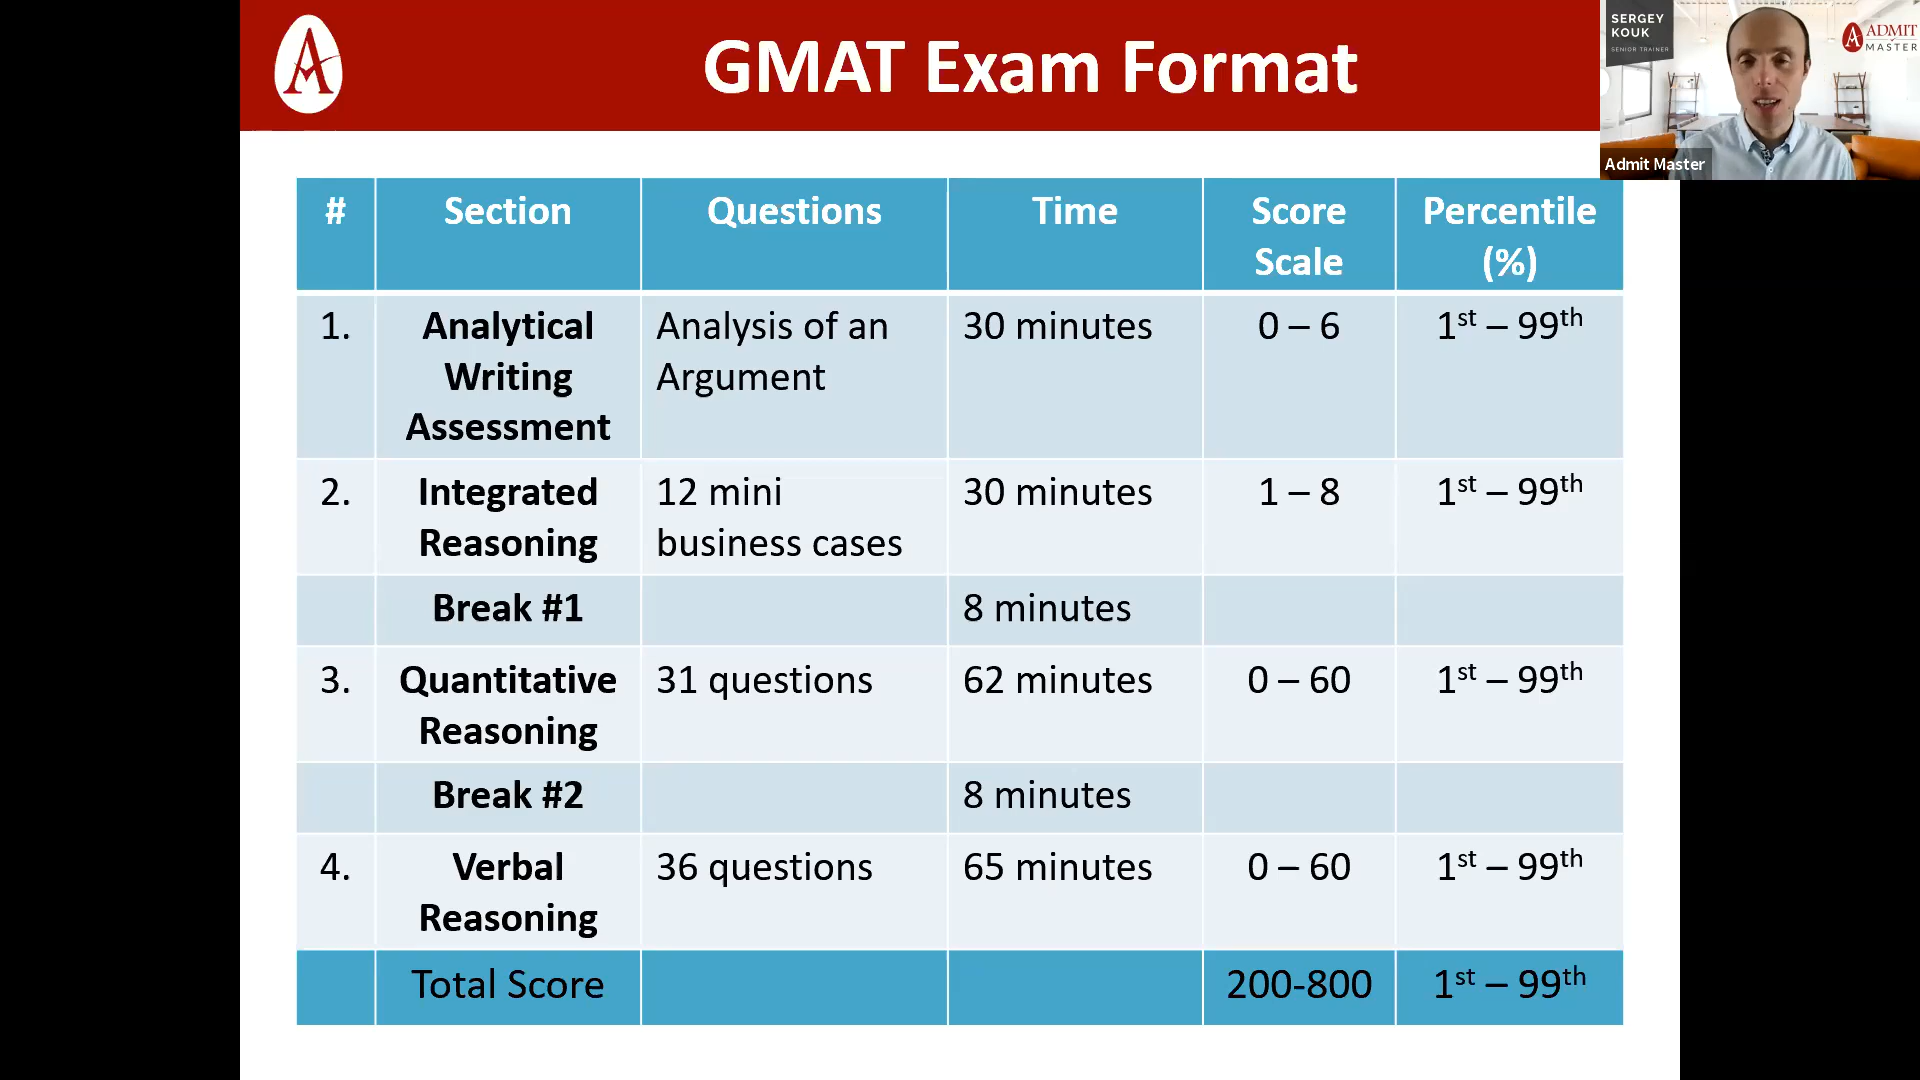 GMAT Exam Format
SERGEY
KOUK
SENIOR TRAINER
ADMIT
MASTER
Admit Master
# Section Questions Time Score Scale Percentile (%)
1. Analytical Writing Assessment Analysis of an Argument 30 minutes 0 – 6 1st – 99th
2. Integrated Reasoning 12 mini business cases 30 minutes 1 – 8 1st – 99th
Break #1 8 minutes
3. Quantitative Reasoning 31 questions 62 minutes 0 – 60 1st – 99th
Break #2 8 minutes
4. Verbal Reasoning 36 questions 65 minutes 0 – 60 1st – 99th
Total Score 200-800 1st – 99th